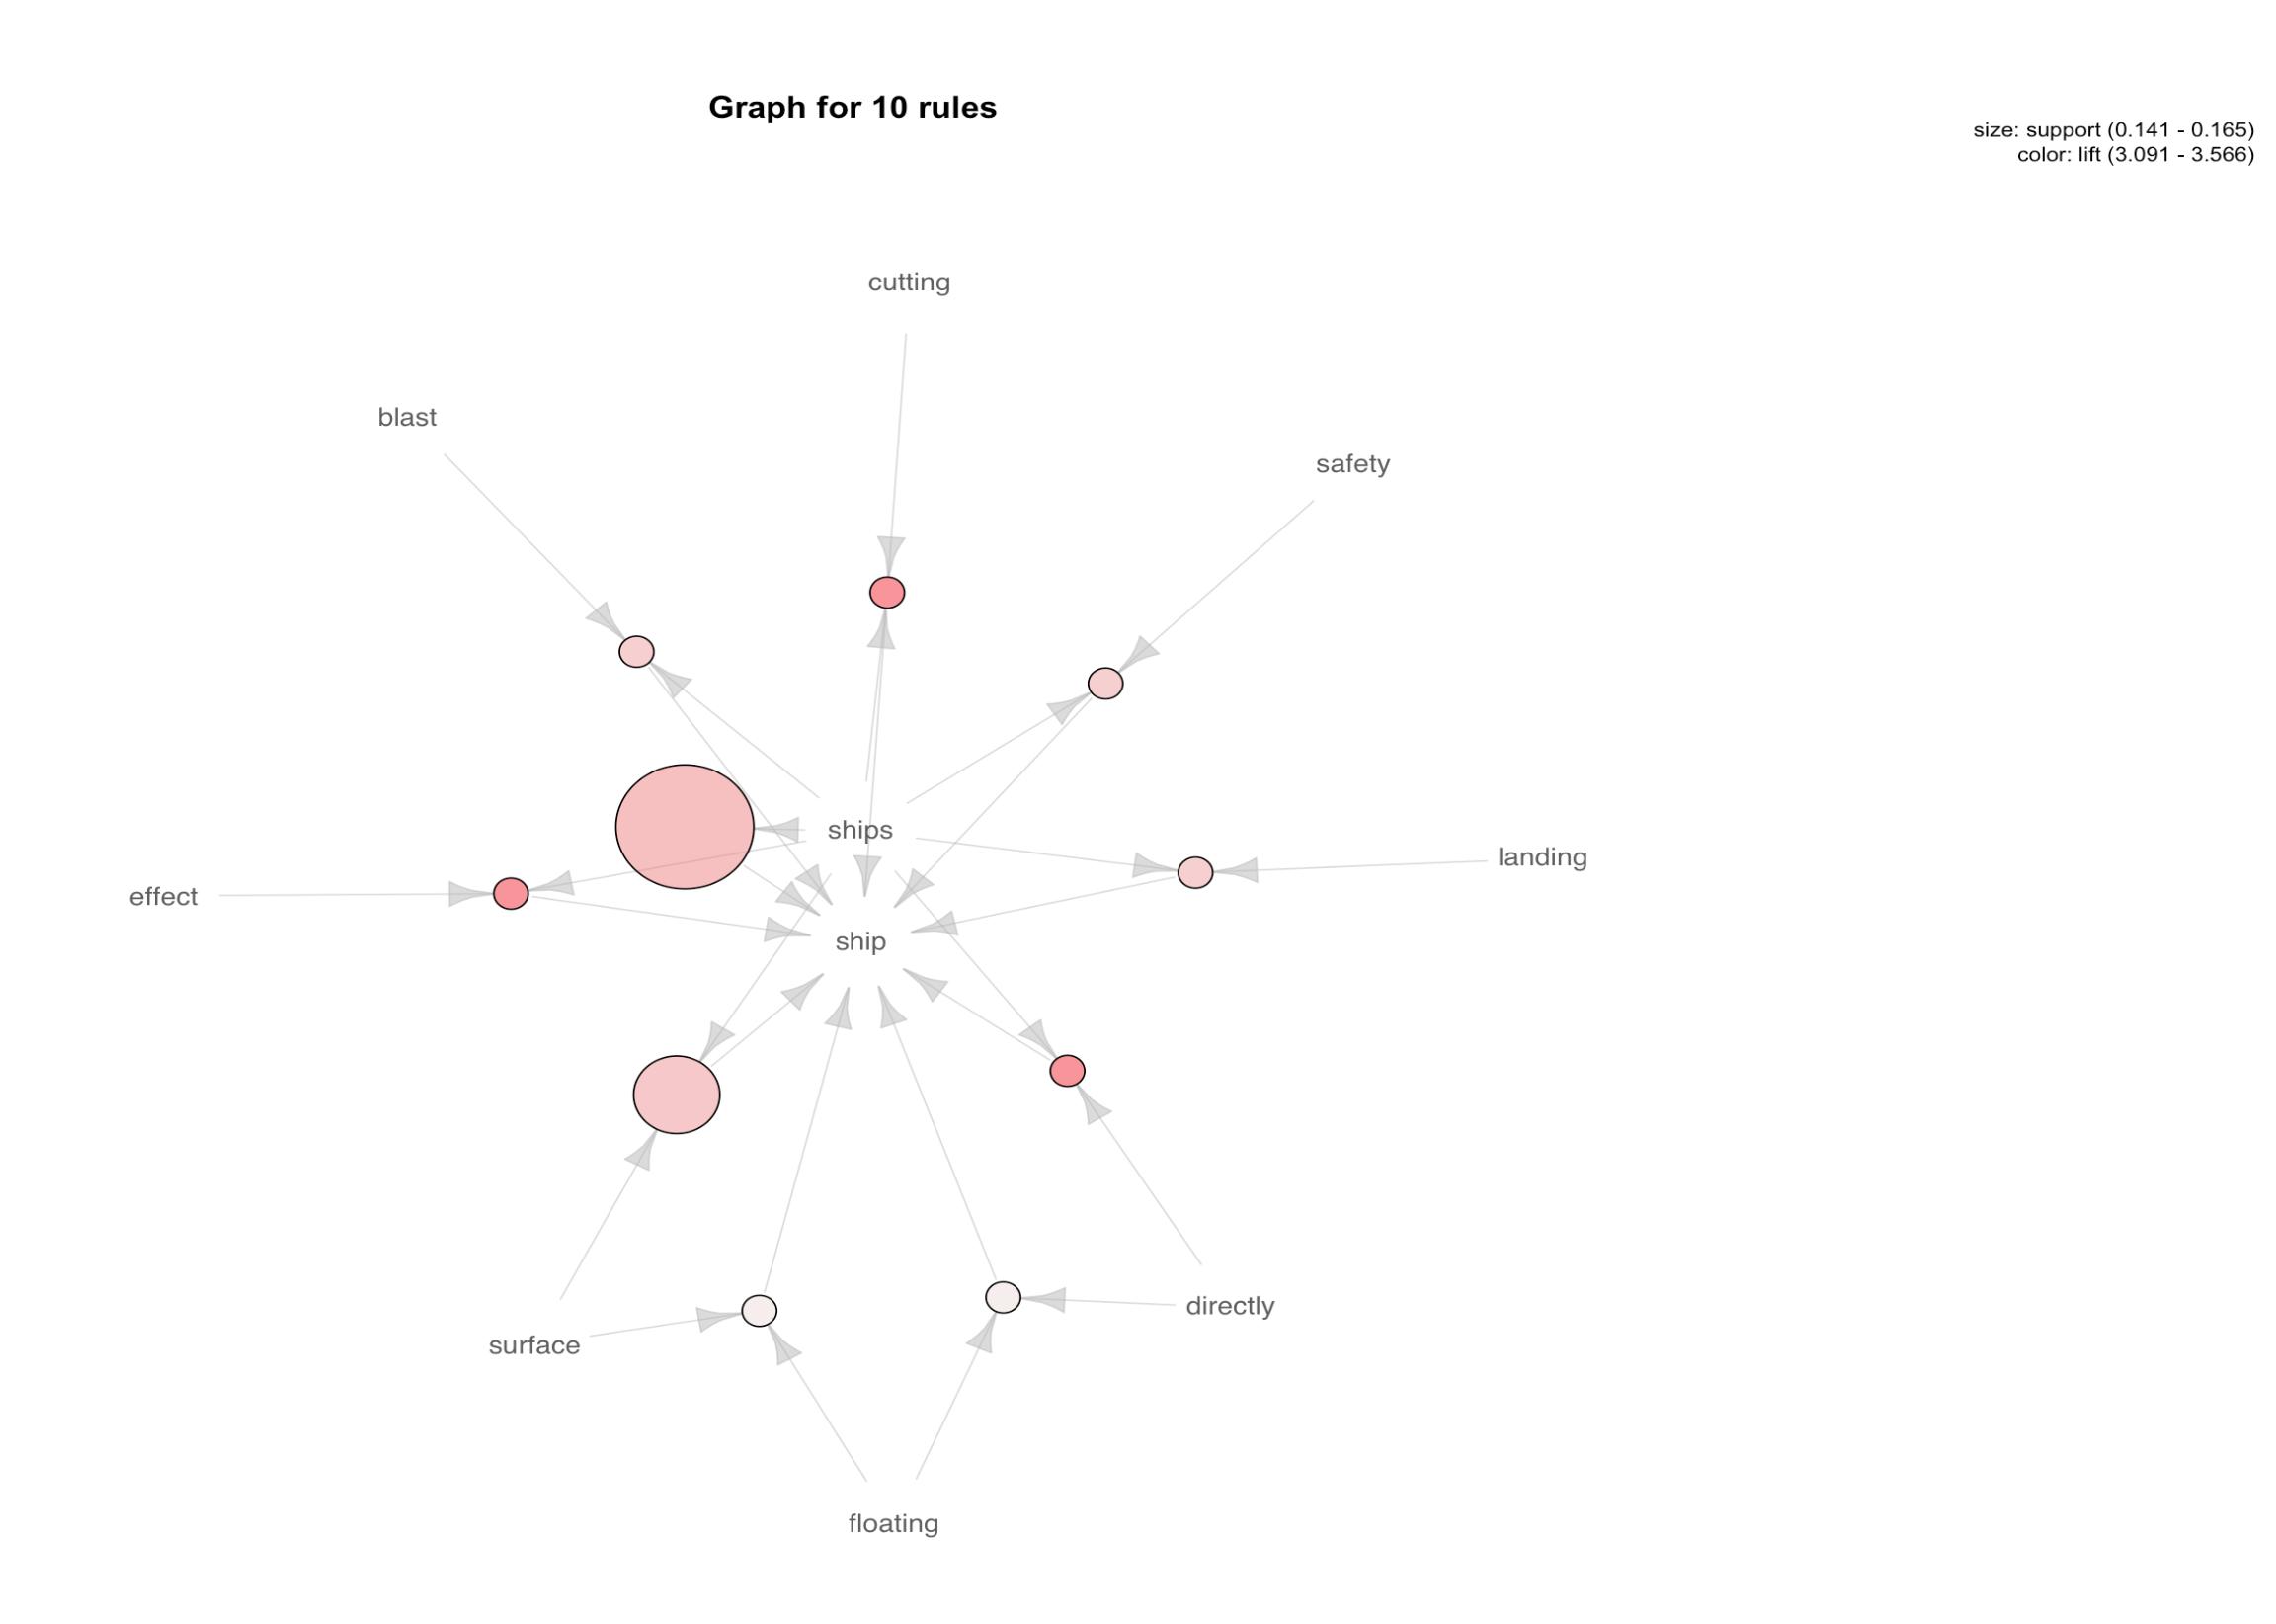 Graph for 10 rules
size: support (0.141 - 0.165)
color: lift (3.091 - 3.566)
cutting
blast
safety
ships
landing
effect
ship
directly
surface
floating